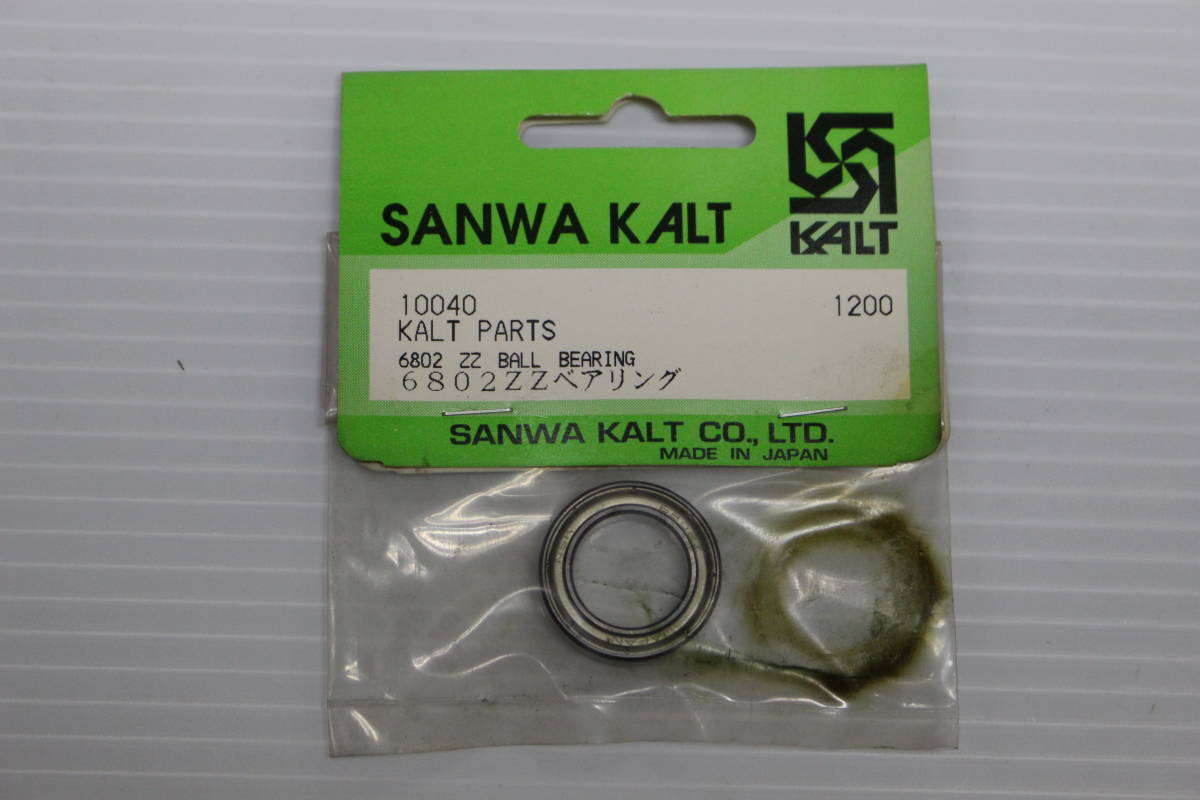 KALT
SANWA KALT
10040 1200
KALT PARTS
6802 ZZ BALL BEARING
6802ZZベアリング
SANWA KALT CO., LTD.
MADE IN JAPAN
JAPAN